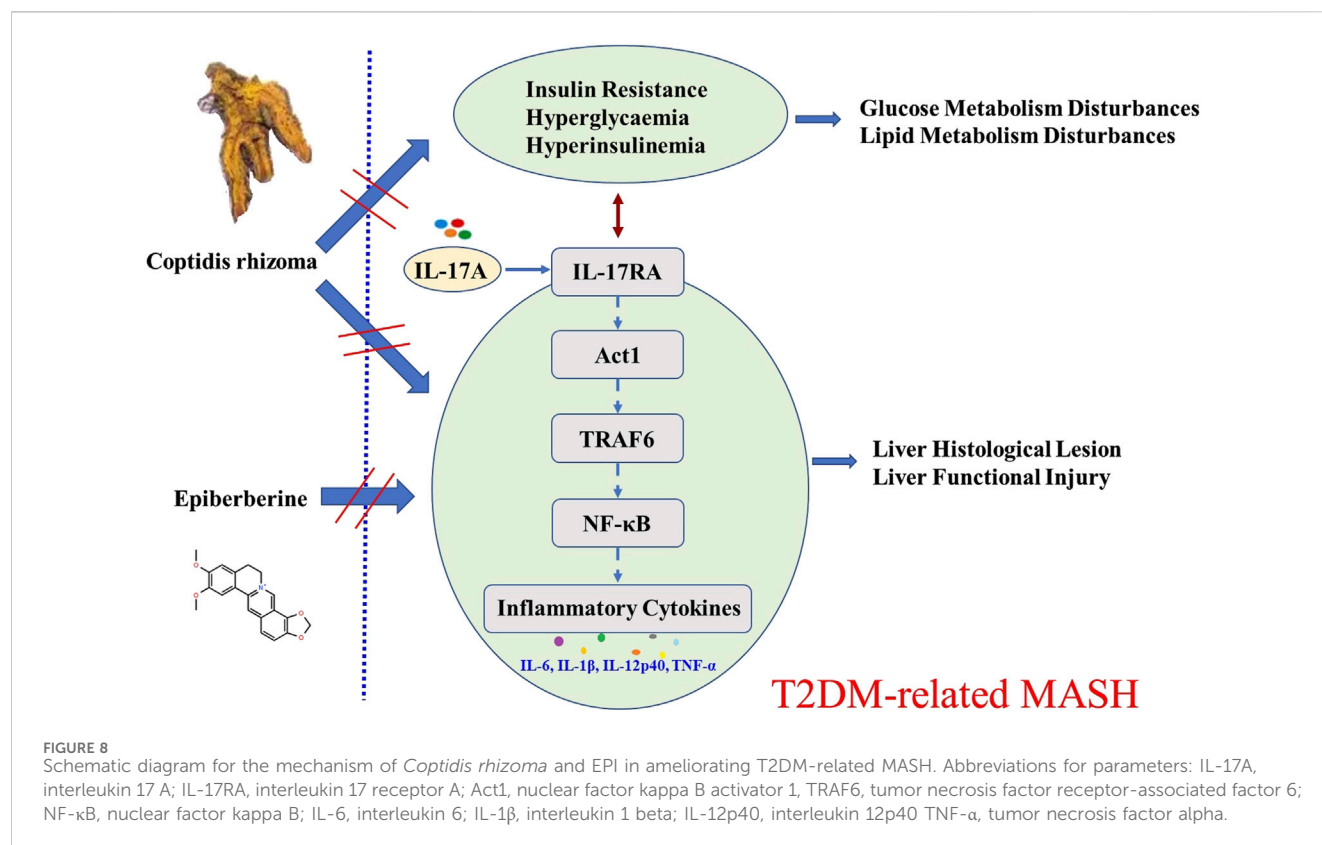 Insulin Resistance
Hyperglycaemia
Hyperinsulinemia
Glucose Metabolism Disturbances
Lipid Metabolism Disturbances
Coptidis rhizoma
IL-17A
IL-17RA
Act1
TRAF6
Liver Histological Lesion
Liver Functional Injury
Epiberberine
NF-κB
Inflammatory Cytokines
IL-6, IL-1β, IL-12p40, TNF-α
O
O
N+
O
O
T2DM-related MASH
FIGURE 8
Schematic diagram for the mechanism of Coptidis rhizoma and EPI in ameliorating T2DM-related MASH. Abbreviations for parameters: IL-17A,
interleukin 17 A; IL-17RA, interleukin 17 receptor A; Act1, nuclear factor kappa B activator 1, TRAF6, tumor necrosis factor receptor-associated factor 6;
NF-κB, nuclear factor kappa B; IL-6, interleukin 6; IL-1β, interleukin 1 beta; IL-12p40, interleukin 12p40 TNF-α, tumor necrosis factor alpha.